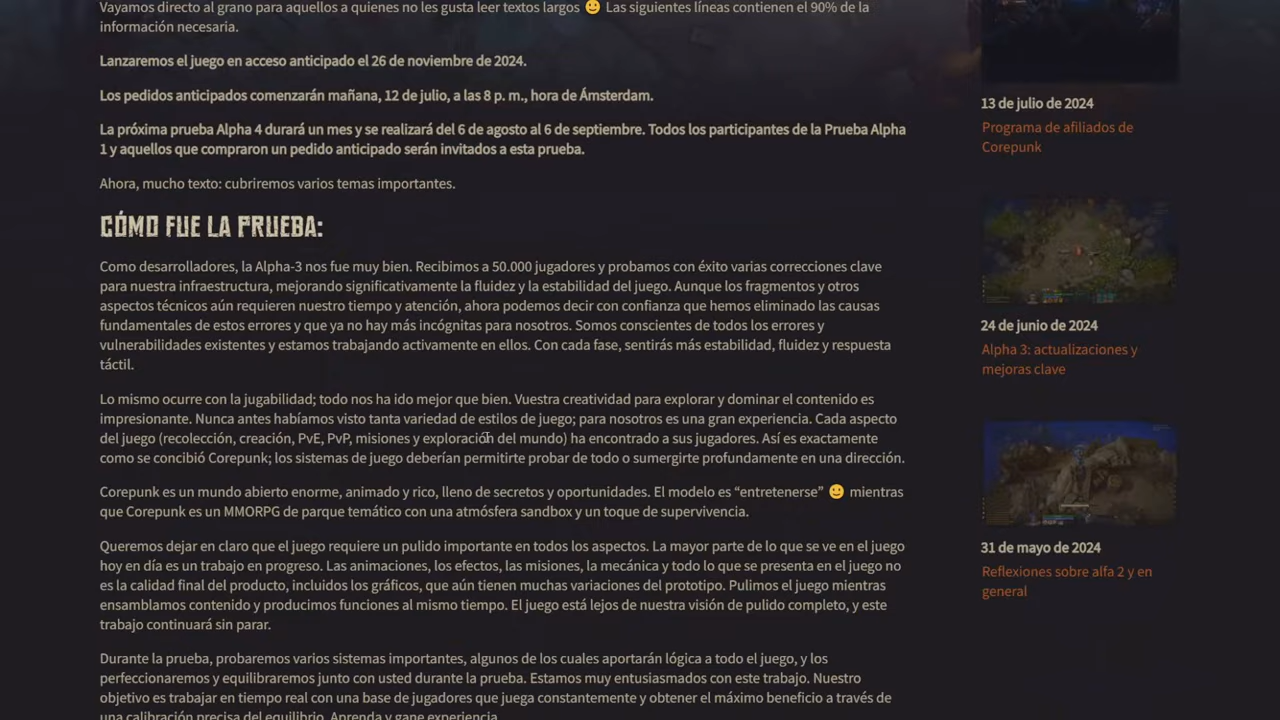 Vayamos directo al grano para aquellos a quienes no les gusta leer textos largos 🙂 Las siguientes líneas contienen el 90% de la
información necesaria.
Lanzaremos el juego en acceso anticipado el 26 de noviembre de 2024.
Los pedidos anticipados comenzarán mañana, 12 de julio, a las 8 p. m., hora de Ámsterdam.
La próxima prueba Alpha 4 durará un mes y se realizará del 6 de agosto al 6 de septiembre. Todos los participantes de la Prueba Alpha
1 y aquellos que compraron un pedido anticipado serán invitados a esta prueba.
Ahora, mucho texto: cubriremos varios temas importantes.
CÓMO FUE LA PRUEBA:
Como desarrolladores, la Alpha-3 nos fue muy bien. Recibimos a 50.000 jugadores y probamos con éxito varias correcciones clave
para nuestra infraestructura, mejorando significativamente la fluidez y la estabilidad del juego. Aunque los fragmentos y otros
aspectos técnicos aún requieren nuestro tiempo y atención, ahora podemos decir con confianza que hemos eliminado las causas
fundamentales de estos errores y que ya no hay más incógnitas para nosotros. Somos conscientes de todos los errores y
vulnerabilidades existentes y estamos trabajando activamente en ellos. Con cada fase, sentirás más estabilidad, fluidez y respuesta
táctil.
Lo mismo ocurre con la jugabilidad; todo nos ha ido mejor que bien. Vuestra creatividad para explorar y dominar el contenido es
impresionante. Nunca antes habíamos visto tanta variedad de estilos de juego; para nosotros es una gran experiencia. Cada aspecto
del juego (recolección, creación, PvE, PvP, misiones y exploración del mundo) ha encontrado a sus jugadores. Así es exactamente
como se concibió Corepunk; los sistemas de juego deberían permitirte probar de todo o sumergirte profundamente en una dirección.
Corepunk es un mundo abierto enorme, animado y rico, lleno de secretos y oportunidades. El modelo es “entretenerse” 🙂 mientras
que Corepunk es un MMORPG de parque temático con una atmósfera sandbox y un toque de supervivencia.
Queremos dejar en claro que el juego requiere un pulido importante en todos los aspectos. La mayor parte de lo que se ve en el juego
hoy en día es un trabajo en progreso. Las animaciones, los efectos, las misiones, la mecánica y todo lo que se presenta en el juego no
es la calidad final del producto, incluidos los gráficos, que aún tienen muchas variaciones del prototipo. Pulimos el juego mientras
ensamblamos contenido y producimos funciones al mismo tiempo. El juego está lejos de nuestra visión de pulido completo, y este
trabajo continuará sin parar.
Durante la prueba, probaremos varios sistemas importantes, algunos de los cuales aportarán lógica a todo el juego, y los
perfeccionaremos y equilibraremos junto con usted durante la prueba. Estamos muy entusiasmados con este trabajo. Nuestro
objetivo es trabajar en tiempo real con una base de jugadores que juega constantemente y obtener el máximo beneficio a través de
una calibración precisa del equilibrio. Aprenda y gane experiencia.
13 de julio de 2024
Programa de afiliados de
Corepunk
24 de junio de 2024
Alpha 3: actualizaciones y
mejoras clave
31 de mayo de 2024
Reflexiones sobre alfa 2 y en
general